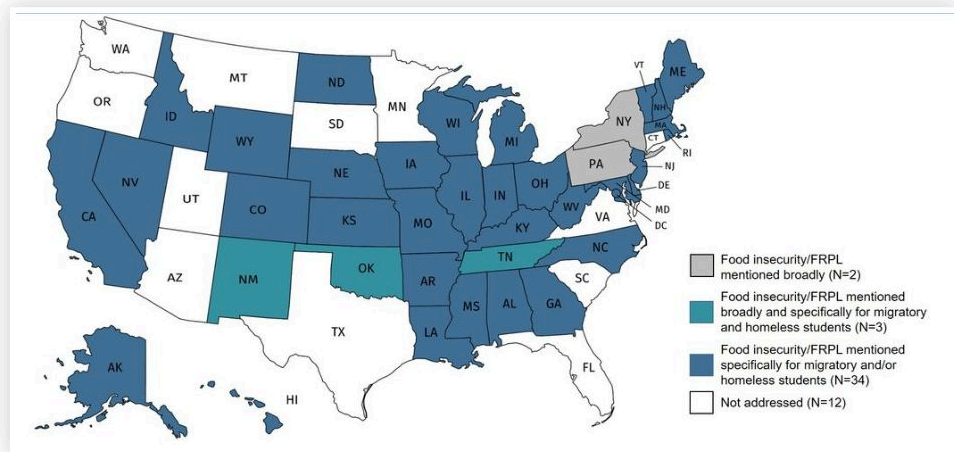 WA
MT
ND
MN
OR
ID
SD
WI
MI
WY
VT
ME
NH
NY
MA
CT
RI
NV
UT
NE
IA
PA
NJ
CA
CO
IL
IN
OH
DE
KS
MO
WV
VA
MD
DC
KY
AZ
NM
OK
TN
NC
AR
SC
MS
AL
GA
TX
LA
FL
AK
HI
Food insecurity/FRPL
mentioned broadly (N=2)
Food insecurity/FRPL mentioned
broadly and specifically for migratory
and homeless students (N=3)
Food insecurity/FRPL mentioned
specifically for migratory and/or
homeless students (N=34)
Not addressed (N=12)